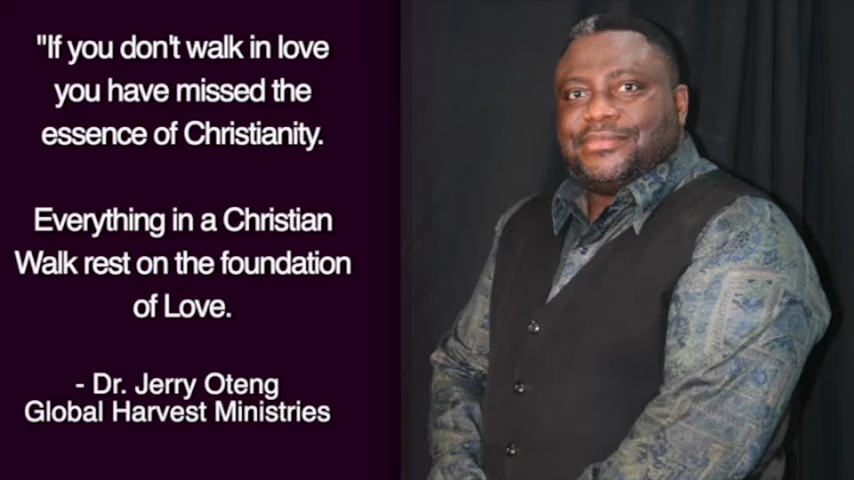 "If you don't walk in love
you have missed the
essence of Christianity.
Everything in a Christian
Walk rest on the foundation
of Love.
- Dr. Jerry Oteng
Global Harvest Ministries